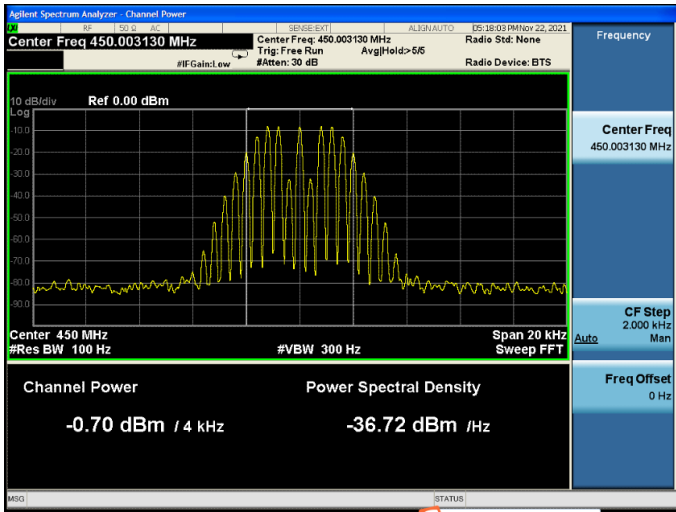 Agilent Spectrum Analyzer - Channel Power
RF 50 Ω AC SENSE:EXT ALIGN AUTO 05:18:03 PM Nov 22, 2021
Center Freq 450.003130 MHz
Center Freq: 450.003130 MHz
Radio Std: None
Trig: Free Run Avg|Hold:>5/5
#IFGain:Low #Atten: 30 dB Radio Device: BTS
10 dB/div Ref 0.00 dBm
Log
-10.0
-20.0
-30.0
-40.0
-50.0
-60.0
-70.0
-80.0
-90.0
Center 450 MHz Span 20 kHz
#Res BW 100 Hz #VBW 300 Hz Sweep FFT
Channel Power Power Spectral Density
-0.70 dBm / 4 kHz -36.72 dBm /Hz
MSG STATUS
Frequency
Center Freq
450.003130 MHz
CF Step
2.000 kHz
Auto Man
Freq Offset
0 Hz